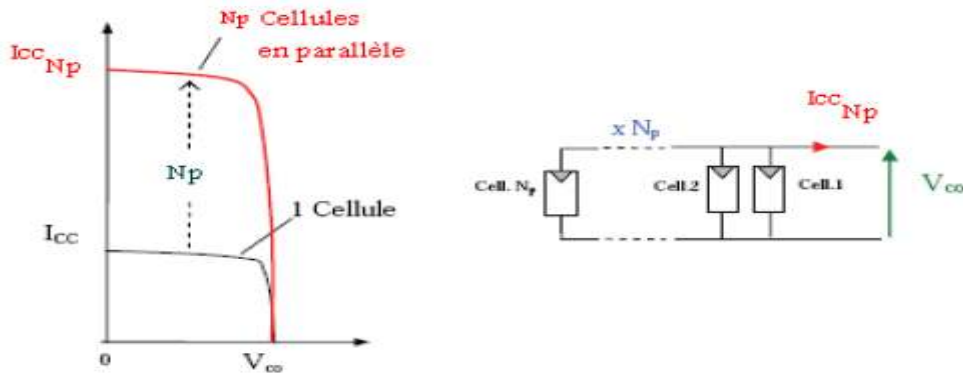 Np Cellules
en parallèle
Icc Np
Np
1 Cellule
Icc
0
Vco
Icc Np
x Np
Cell. Np
Cell.2
Cell.1
Vco